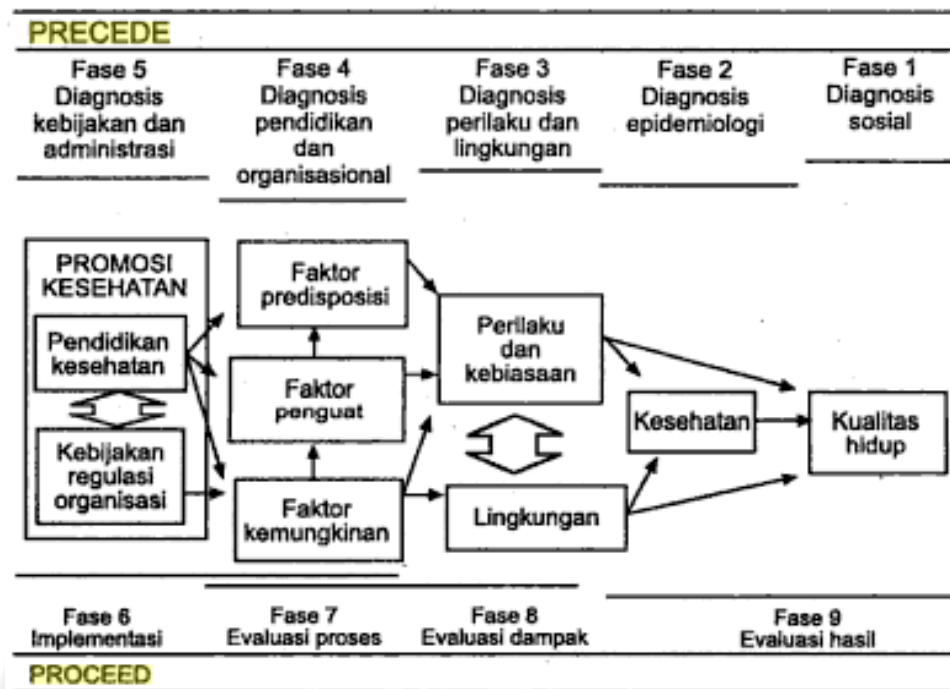 PRECEDE
Fase 5
Diagnosis
kebijakan dan
administrasi
Fase 4
Diagnosis
pendidikan
dan
organisasional
Fase 3
Diagnosis
perilaku dan
lingkungan
Fase 2
Diagnosis
epidemiologi
Fase 1
Diagnosis
sosial
PROMOSI
KESEHATAN
Pendidikan
kesehatan
Kebijakan
regulasi
organisasi
Faktor
predisposisi
Faktor
penguat
Faktor
kemungkinan
Perilaku
dan
kebiasaan
Lingkungan
Kesehatan
Kualitas
hidup
Fase 6
Implementasi
Fase 7
Evaluasi proses
Fase 8
Evaluasi dampak
Fase 9
Evaluasi hasil
PROCEED